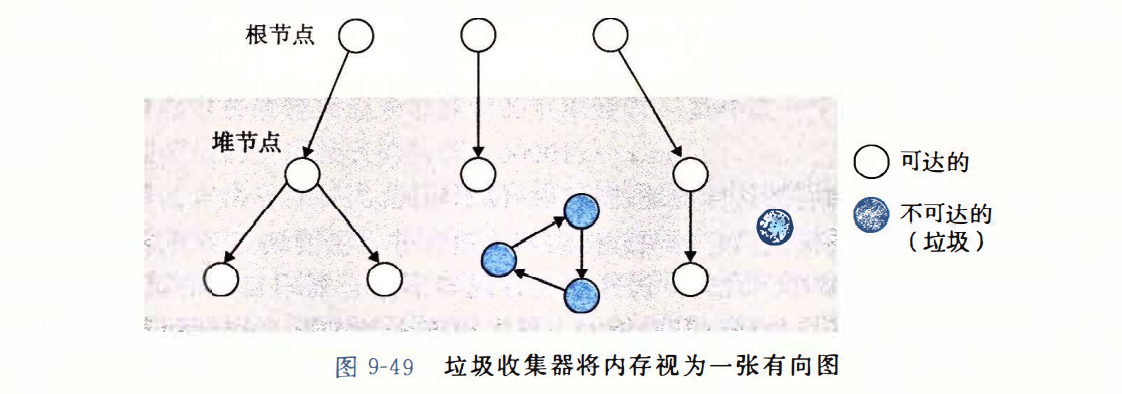 根节点
堆节点
可达的
不可达的
（垃圾）
图 9-49 垃圾收集器将内存视为一张有向图